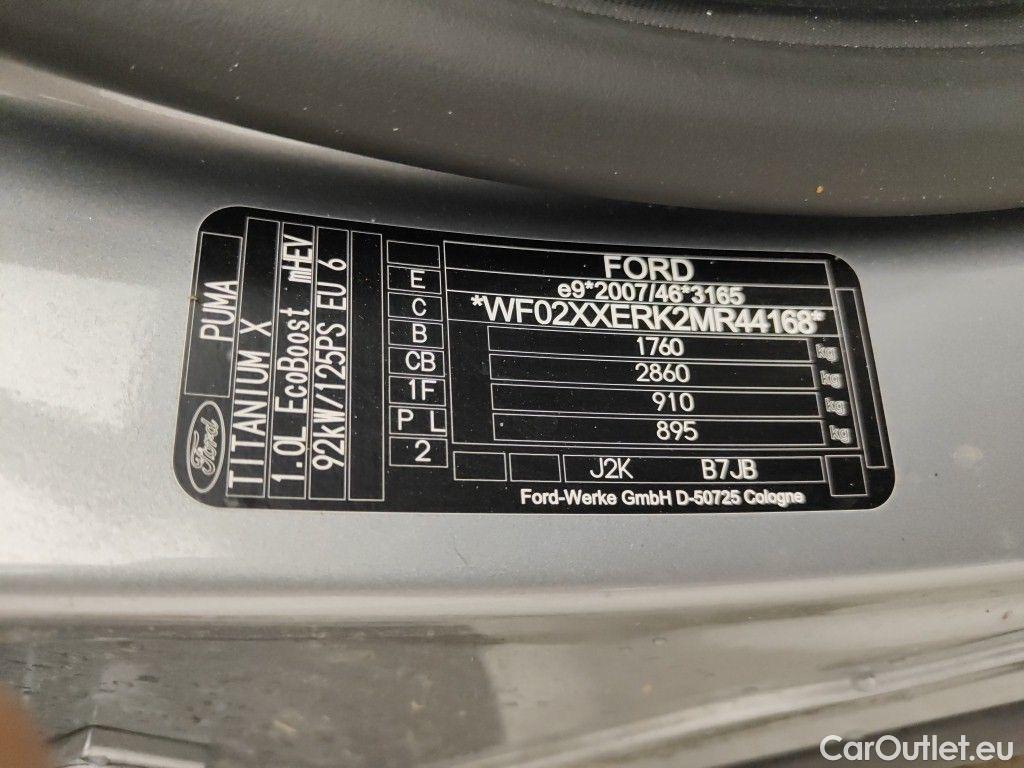 Ford
PUMA
TITANIUM X
1.0L EcoBoost mHEV
92kW/125PS EU 6
E
C
B
CB
1F
P L
2
FORD
e9*2007/46*3165
*WF02XXERK2MR44168*
1760 kg
2860 kg
910 kg
895 kg
J2K B7JB
Ford-Werke GmbH D-50725 Cologne
CarOutlet.eu